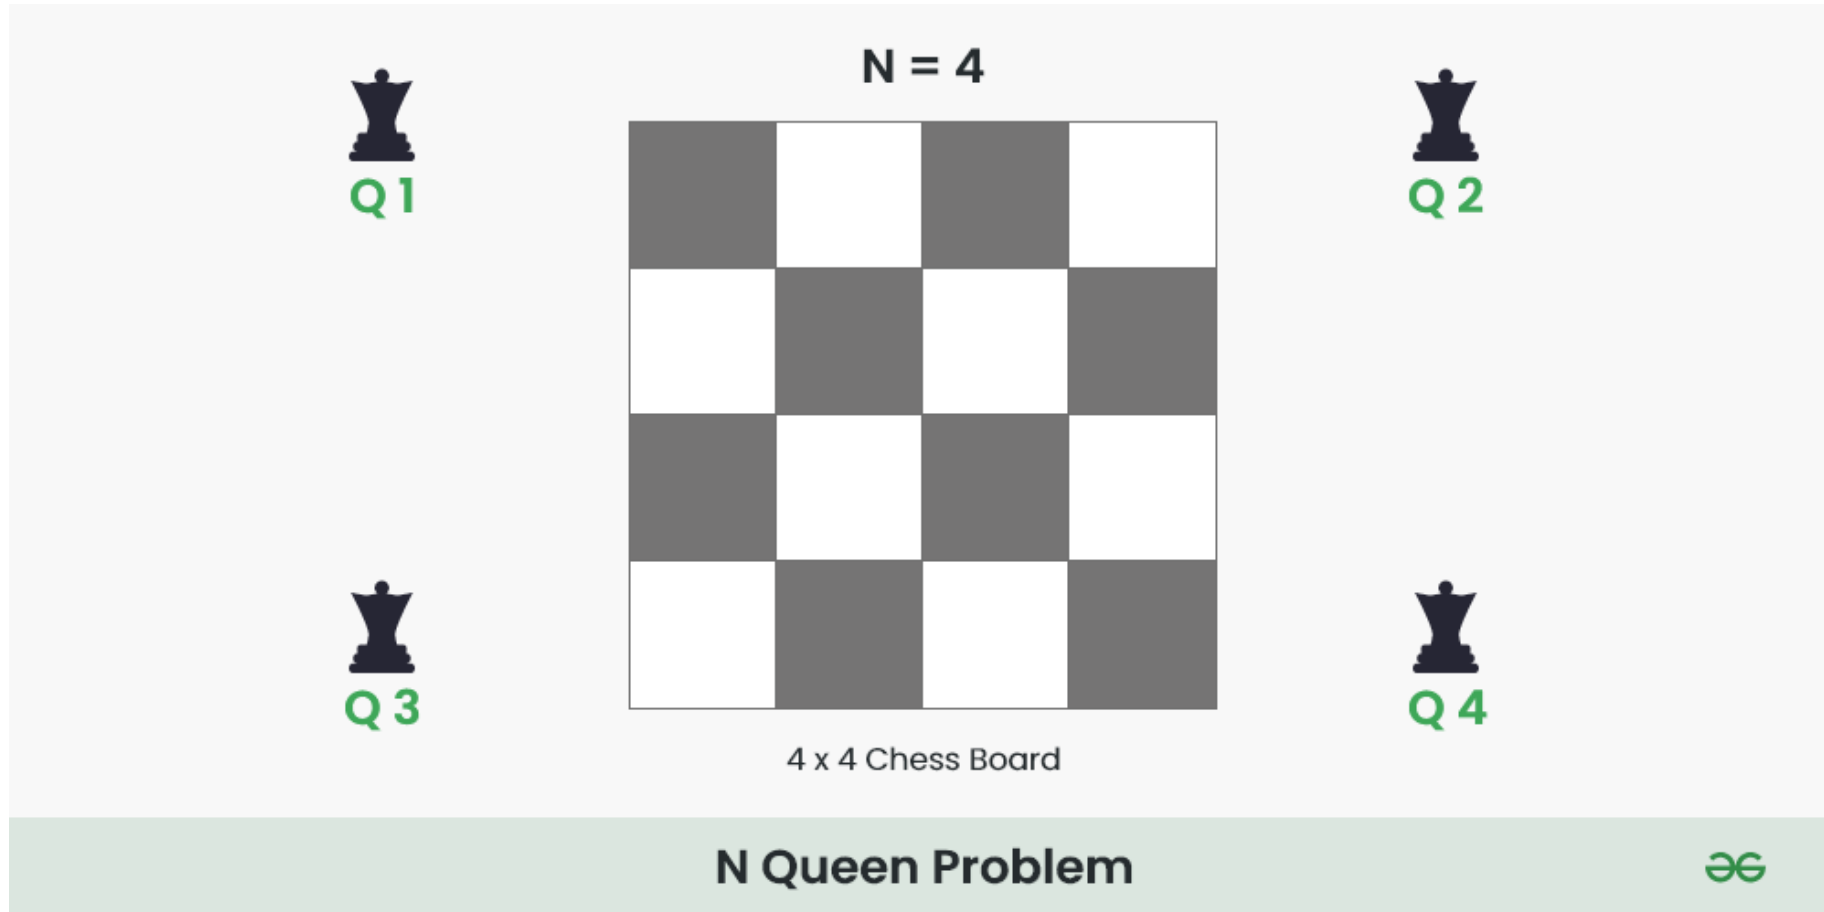 N = 4
Q 1
Q 2
Q 3
Q 4
4 x 4 Chess Board
N Queen Problem